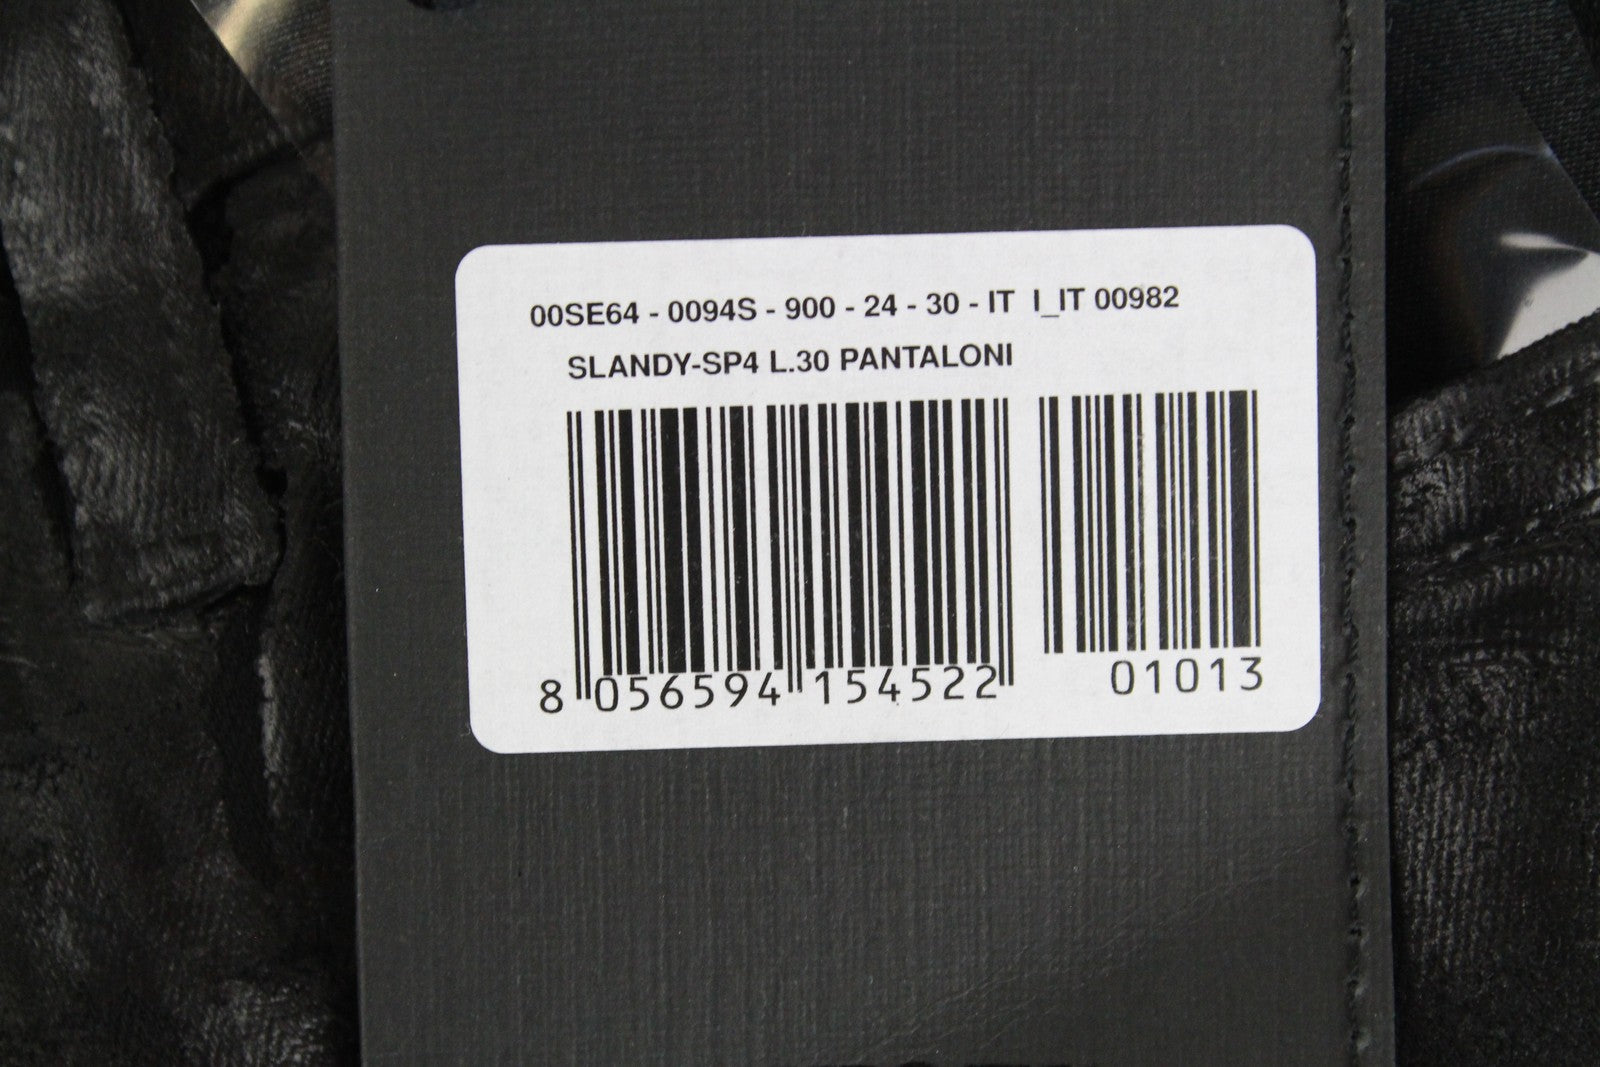 00SE64 - 0094S - 900 - 24 - 30 - IT I_IT 00982
SLANDY-SP4 L.30 PANTALONI
8 056594 154522 01013